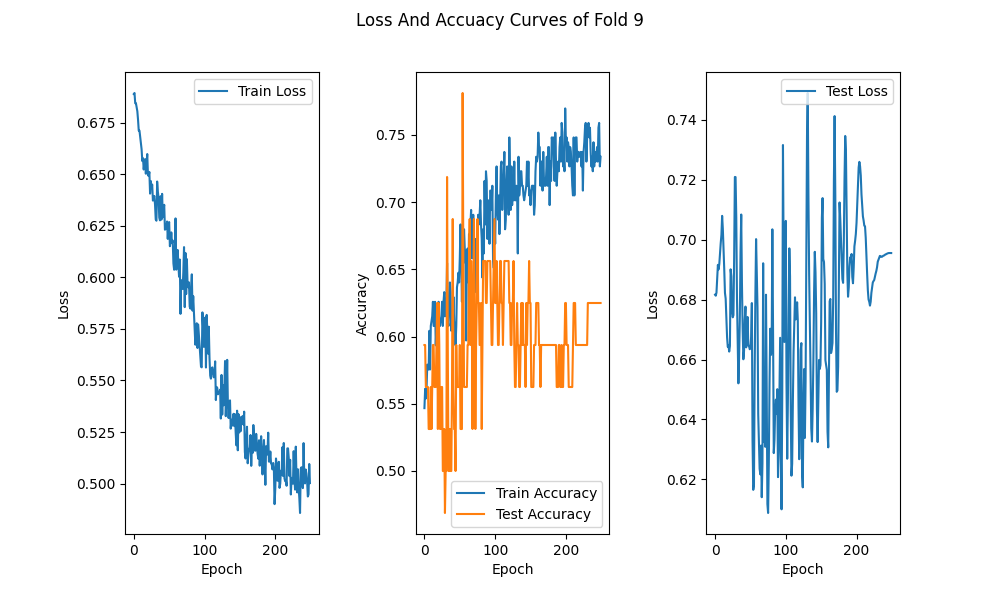 Loss And Accuacy Curves of Fold 9
Train Loss
0.675
0.650
0.625
0.600
0.575
0.550
0.525
0.500
Loss
0 100 200
Epoch
0.75
0.70
0.65
0.60
0.55
0.50
Accuracy
Train Accuracy
Test Accuracy
0 100 200
Epoch
Test Loss
0.74
0.72
0.70
0.68
0.66
0.64
0.62
Loss
0 100 200
Epoch